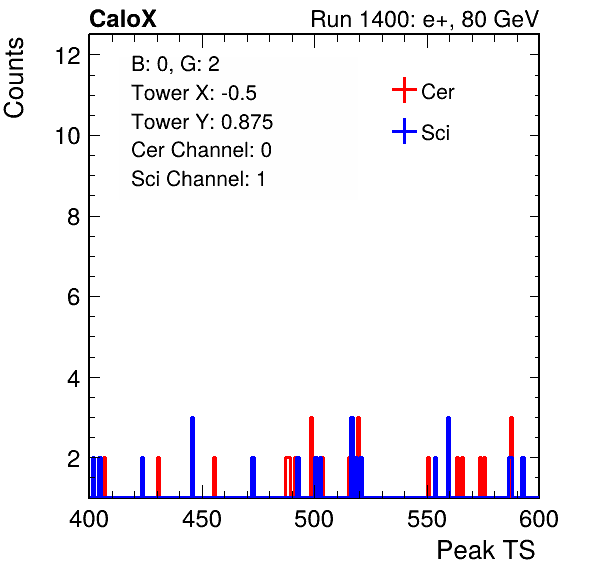 CaloX Run 1400: e+, 80 GeV
Counts
12
10
8
6
4
2
B: 0, G: 2
Tower X: -0.5
Tower Y: 0.875
Cer Channel: 0
Sci Channel: 1
Cer
Sci
400 450 500 550 600
Peak TS